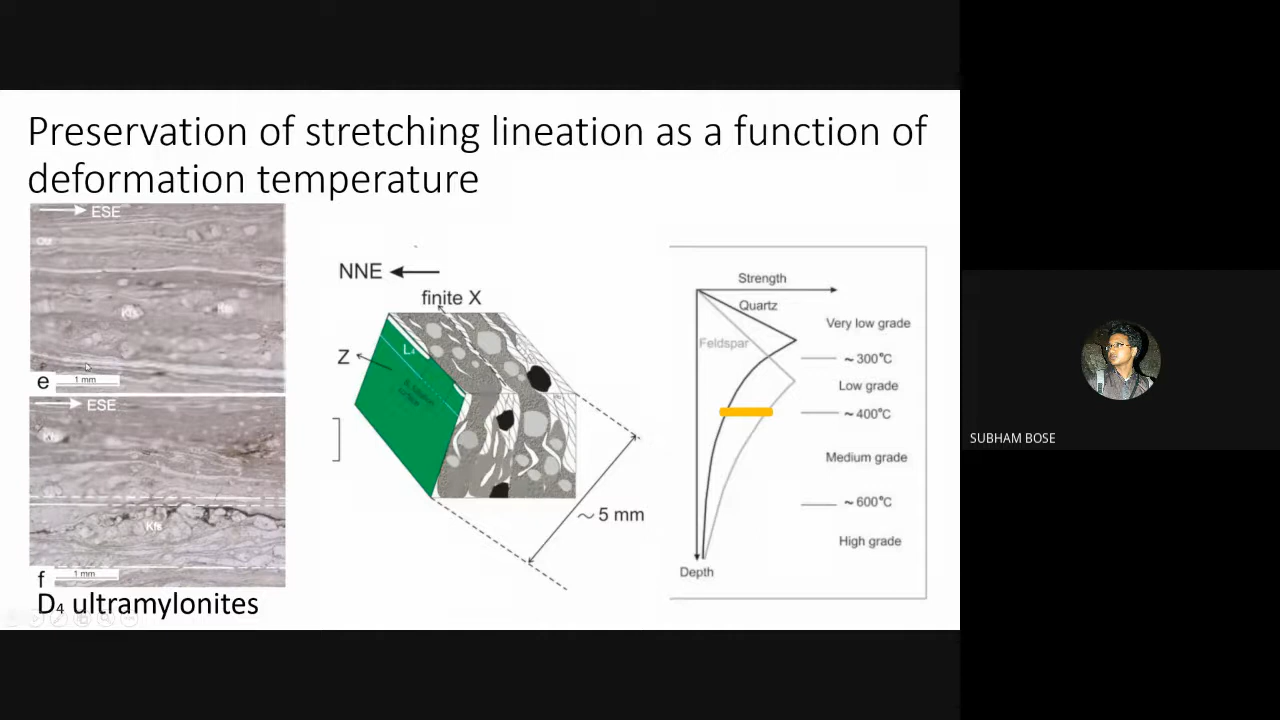 Preservation of stretching lineation as a function of
deformation temperature
ESE
Qtz
e
1 mm
ESE
Kfs
f
1 mm
D4 ultramylonites
NNE
finite X
Z
L4
~ 5 mm
Strength
Quartz
Feldspar
Depth
Very low grade
~ 300°C
Low grade
~ 400°C
Medium grade
~ 600°C
High grade
SUBHAM BOSE